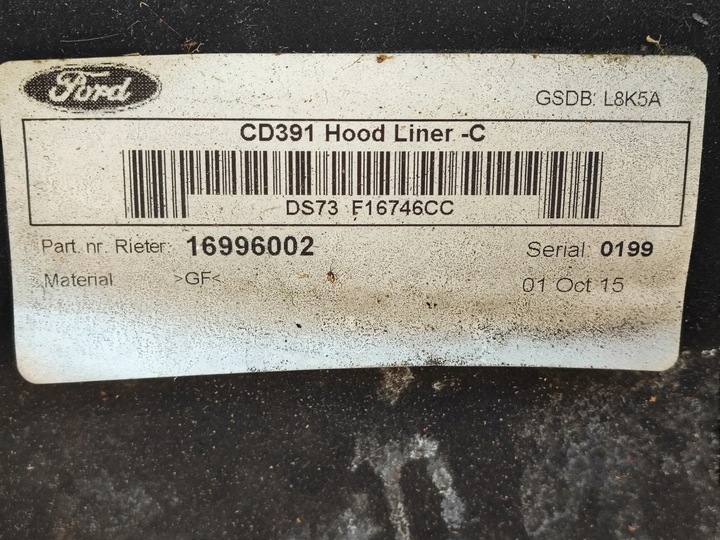 Ford
GSDB: L8K5A
CD391 Hood Liner -C
DS73 F16746CC
Part. nr. Rieter: 16996002
Serial: 0199
Material >GF<
01 Oct 15